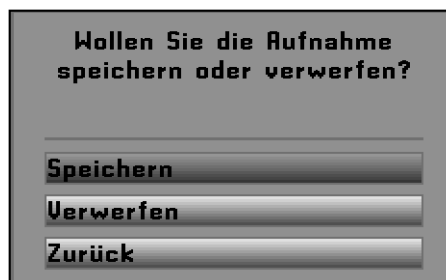 Wollen Sie die Aufnahme
speichern oder verwerfen?
Speichern
Verwerfen
Zurück